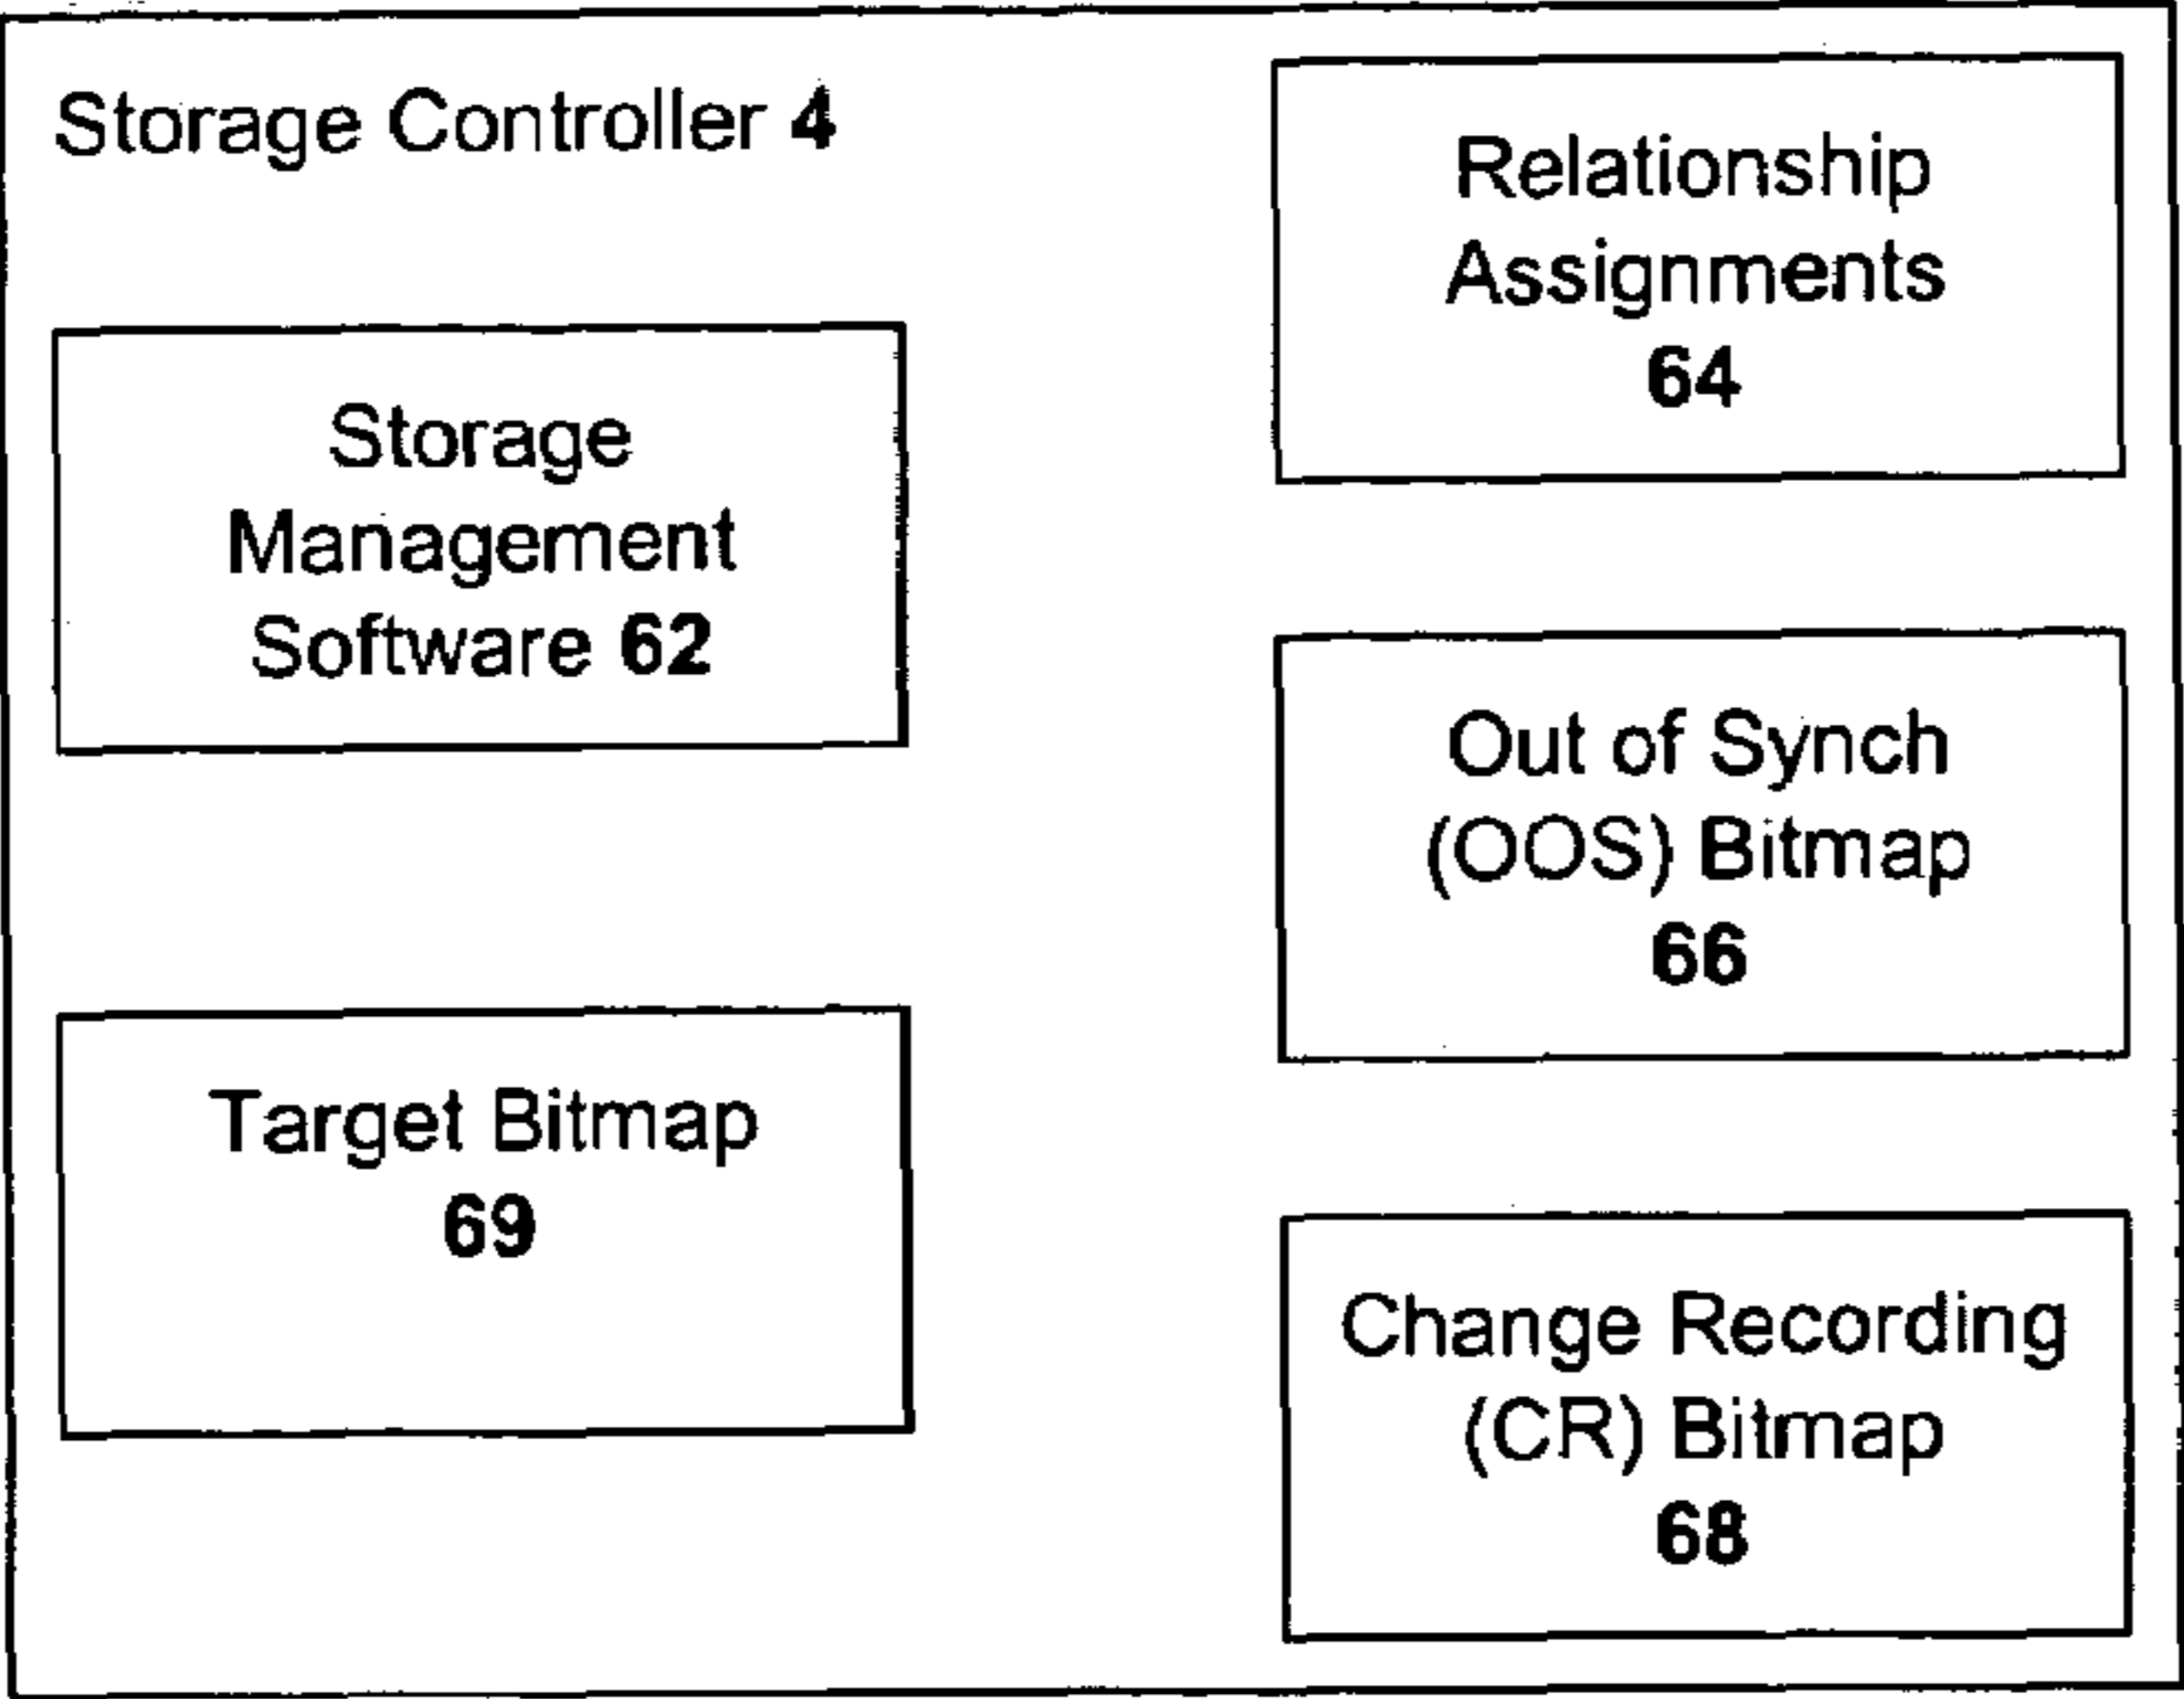 Storage Controller 4
Storage
Management
Software 62
Target Bitmap
69
Relationship
Assignments
64
Out of Synch
(OOS) Bitmap
66
Change Recording
(CR) Bitmap
68